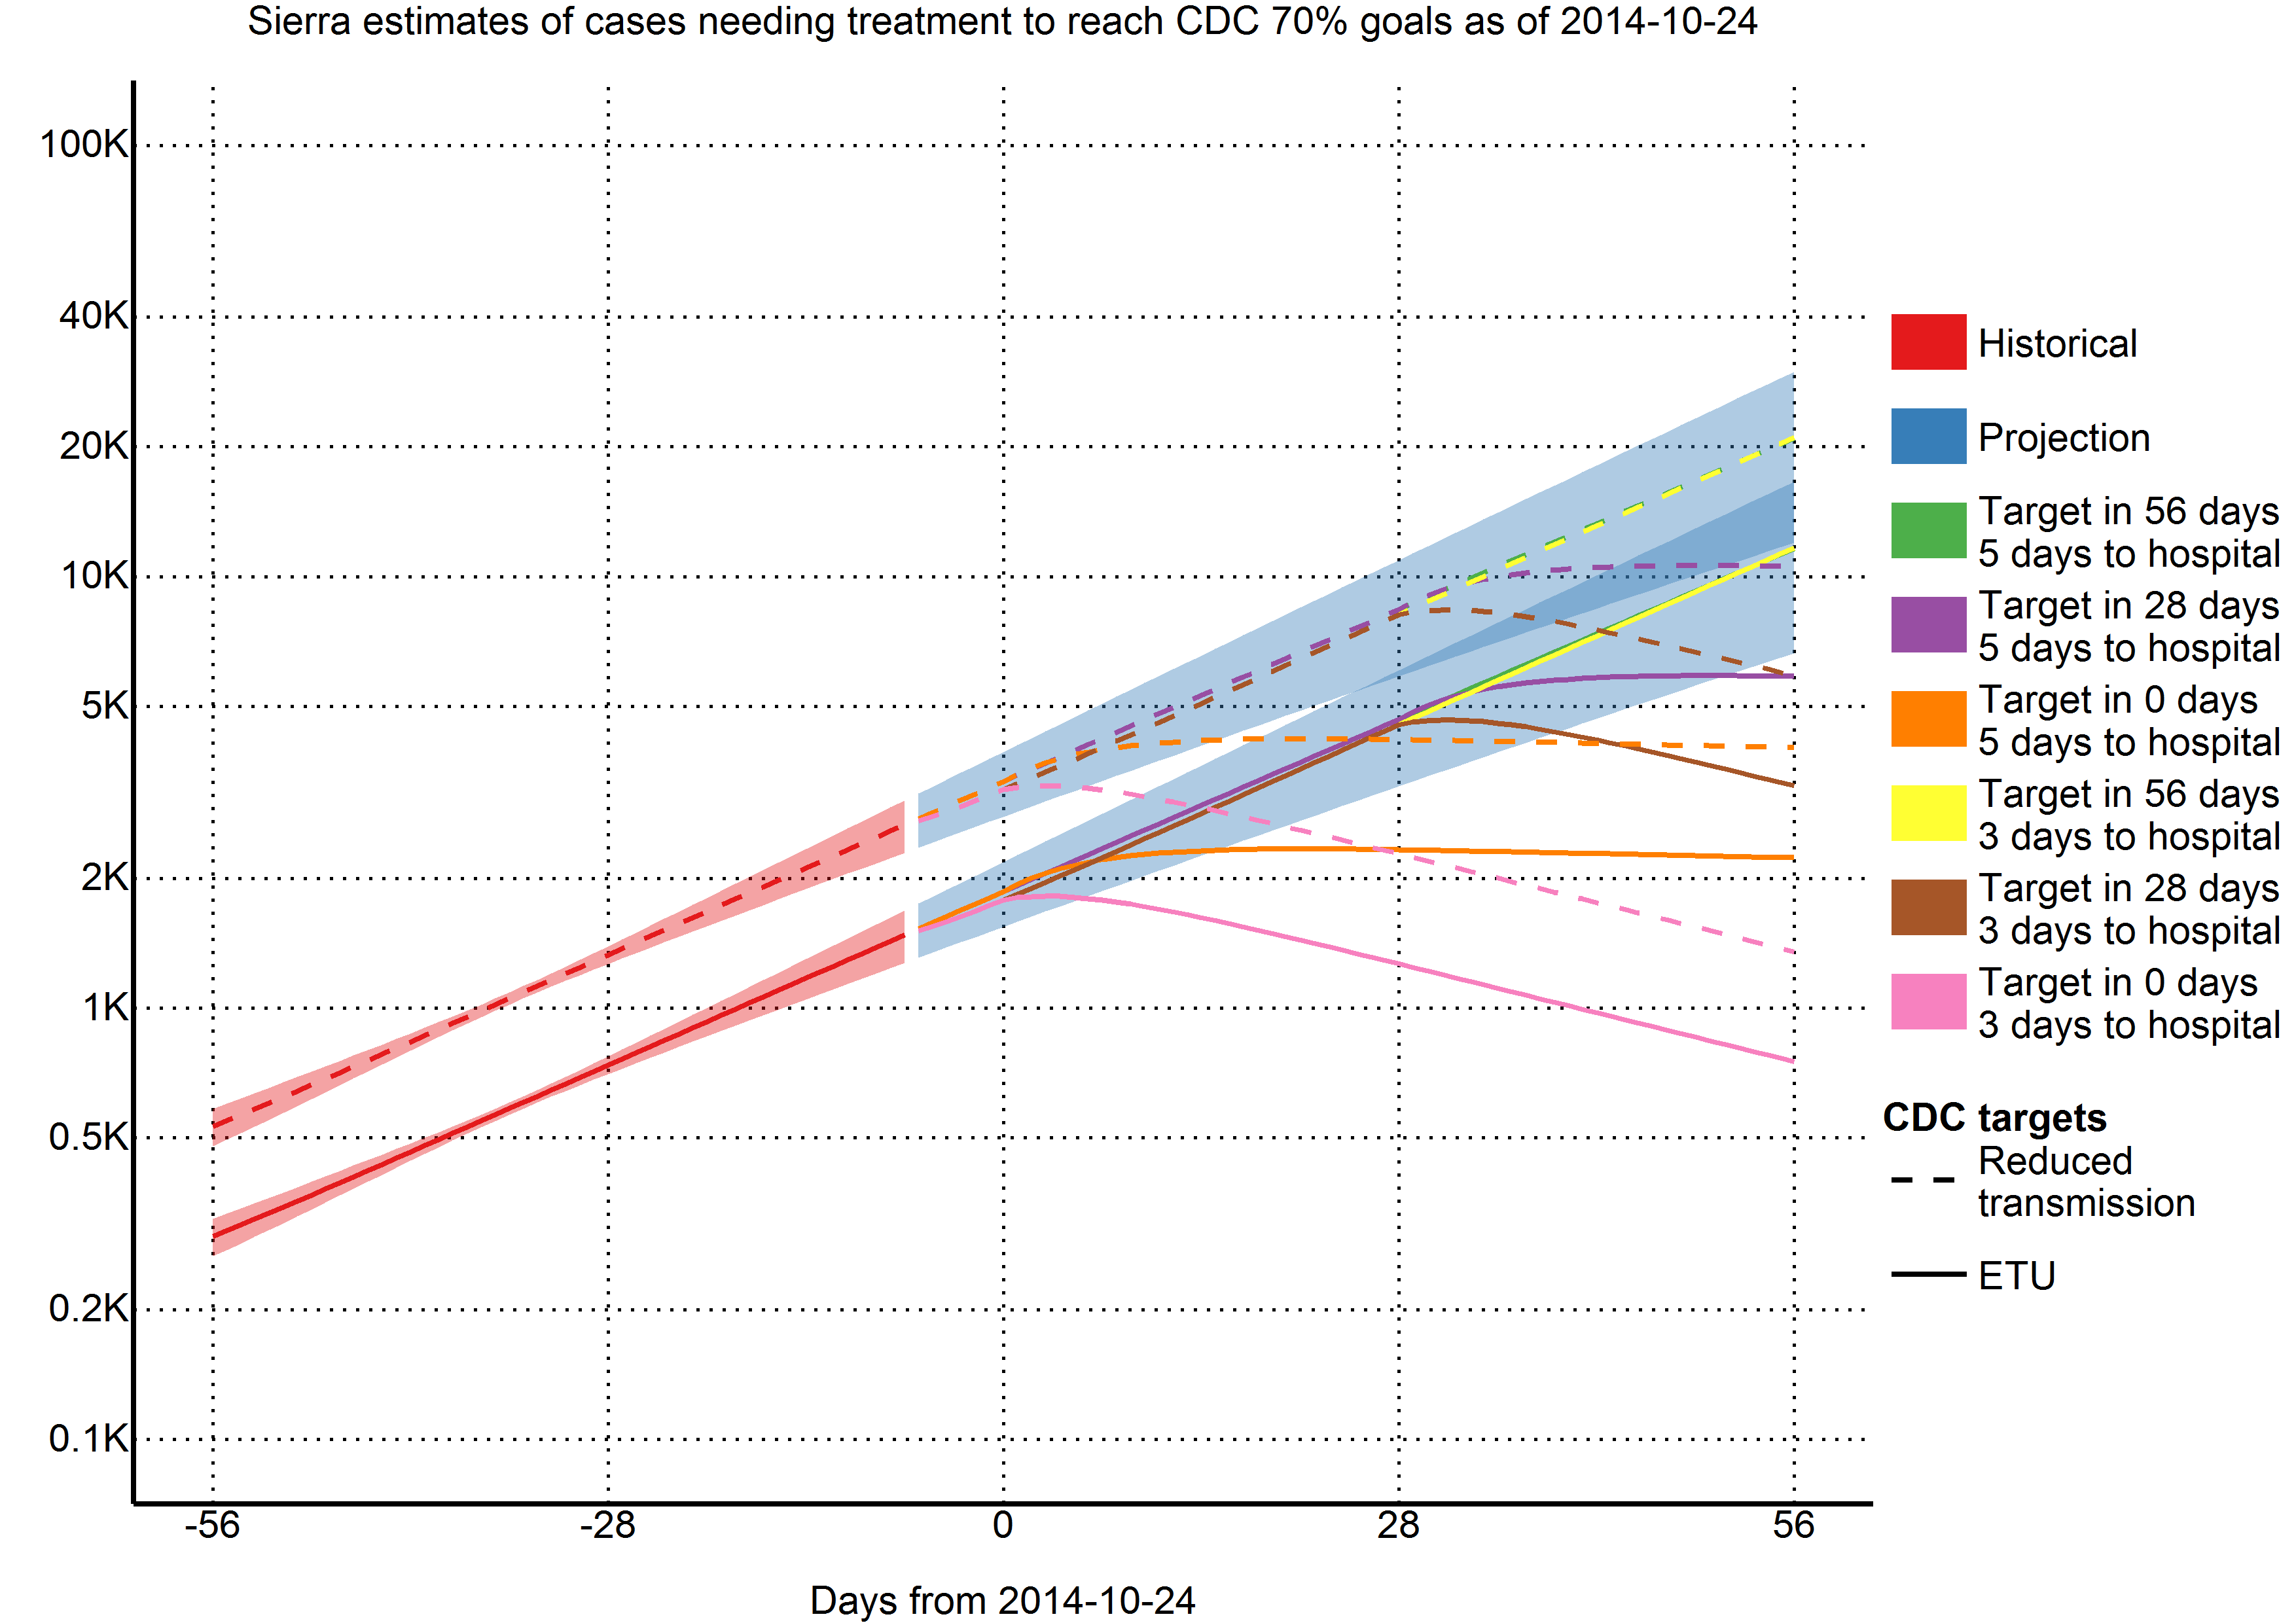 Sierra estimates of cases needing treatment to reach CDC 70% goals as of 2014-10-24
100K
40K
20K
10K
5K
2K
1K
0.5K
0.2K
0.1K
-56
-28
0
28
56
Days from 2014-10-24
Historical
Projection
Target in 56 days
5 days to hospital
Target in 28 days
5 days to hospital
Target in 0 days
5 days to hospital
Target in 56 days
3 days to hospital
Target in 28 days
3 days to hospital
Target in 0 days
3 days to hospital
CDC targets
Reduced
transmission
ETU